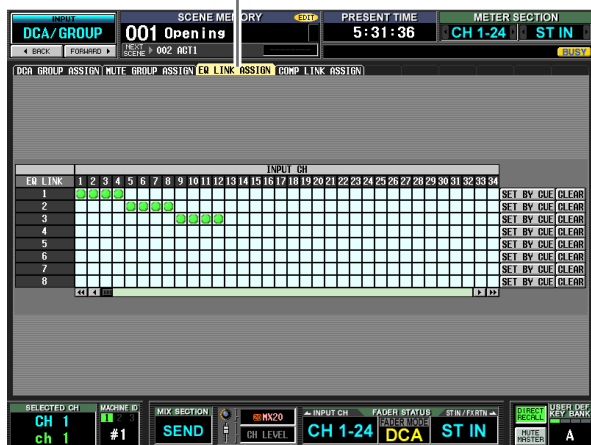 INPUT SCENE MEMORY EDIT PRESENT TIME METER SECTION
DCA/GROUP 001 Opening 5:31:36 CH 1-24 ST IN
BACK FORWARD NEXT SCENE 002 ACT1 BUSY
DCA GROUP ASSIGN MUTE GROUP ASSIGN EQ LINK ASSIGN COMP LINK ASSIGN
INPUT CH
EQ LINK 1 2 3 4 5 6 7 8 9 10 11 12 13 14 15 16 17 18 19 20 21 22 23 24 25 26 27 28 29 30 31 32 33 34
1 SET BY CUE CLEAR
2 SET BY CUE CLEAR
3 SET BY CUE CLEAR
4 SET BY CUE CLEAR
5 SET BY CUE CLEAR
6 SET BY CUE CLEAR
7 SET BY CUE CLEAR
8 SET BY CUE CLEAR
SELECTED CH MACHINE ID MIX SECTION INPUT CH FADER STATUS ST IN / FXRTN DIRECT RECALL USER DEF KEY BANK
CH 1 1 2 3 SEND MX20 CH 1-24 FADER MODE ST IN
ch 1 #1 CH LEVEL DCA MUTE MASTER A